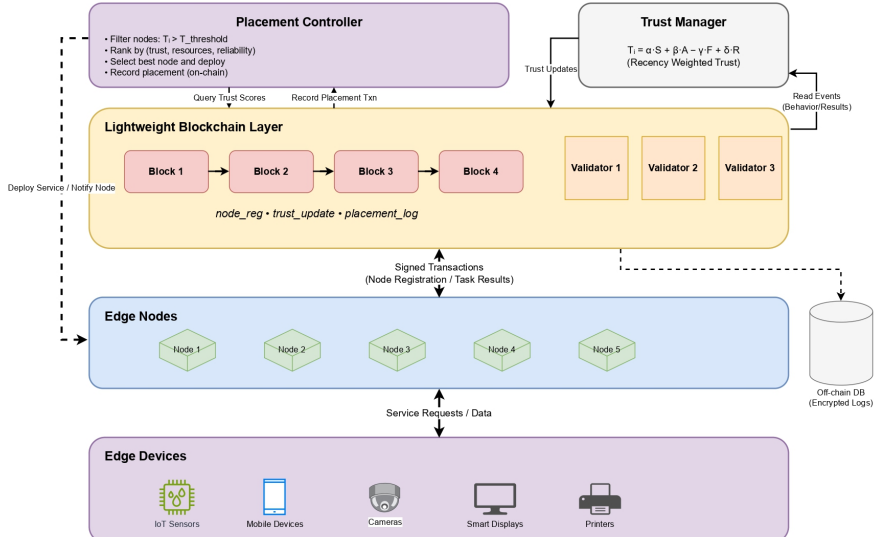 Placement Controller
• Filter nodes: Tᵢ > T_threshold
• Rank by (trust, resources, reliability)
• Select best node and deploy
• Record placement (on-chain)
Trust Manager
Tᵢ = α·S + β·A − γ·F + δ·R
(Recency Weighted Trust)
Query Trust Scores
Record Placement Txn
Trust Updates
Read Events
(Behavior/Results)
Lightweight Blockchain Layer
Block 1
Block 2
Block 3
Block 4
Validator 1
Validator 2
Validator 3
node_reg • trust_update • placement_log
Deploy Service / Notify Node
Signed Transactions
(Node Registration / Task Results)
Edge Nodes
Node 1
Node 2
Node 3
Node 4
Node 5
Off-chain DB
(Encrypted Logs)
Service Requests / Data
Edge Devices
IoT Sensors
Mobile Devices
Cameras
Smart Displays
Printers